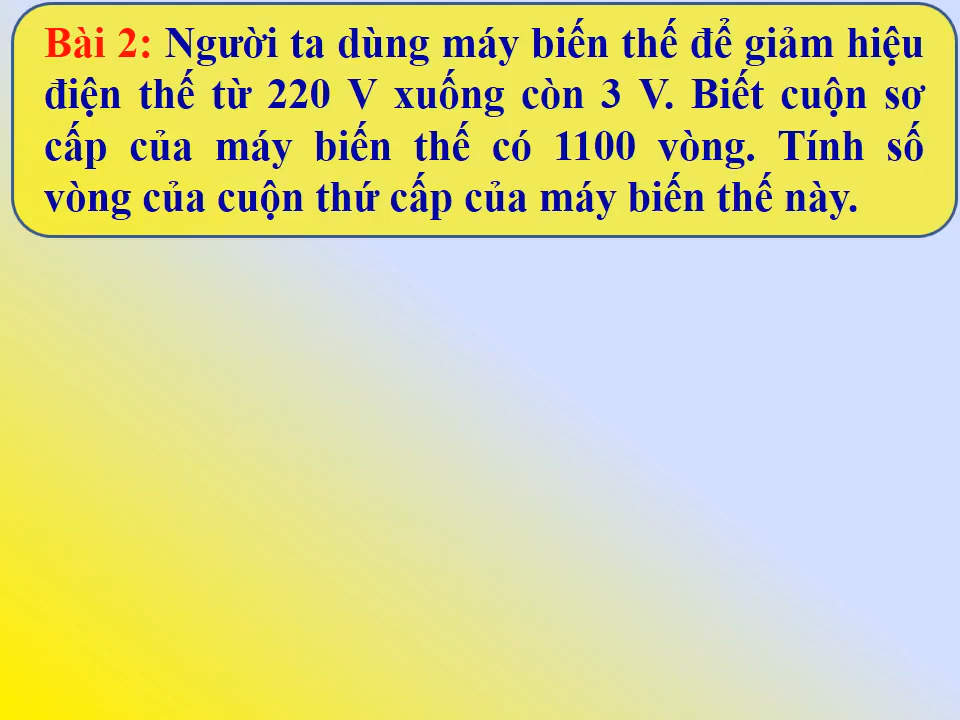 Bài 2: Người ta dùng máy biến thế để giảm hiệu
điện thế từ 220 V xuống còn 3 V. Biết cuộn sơ
cấp của máy biến thế có 1100 vòng. Tính số
vòng của cuộn thứ cấp của máy biến thế này.